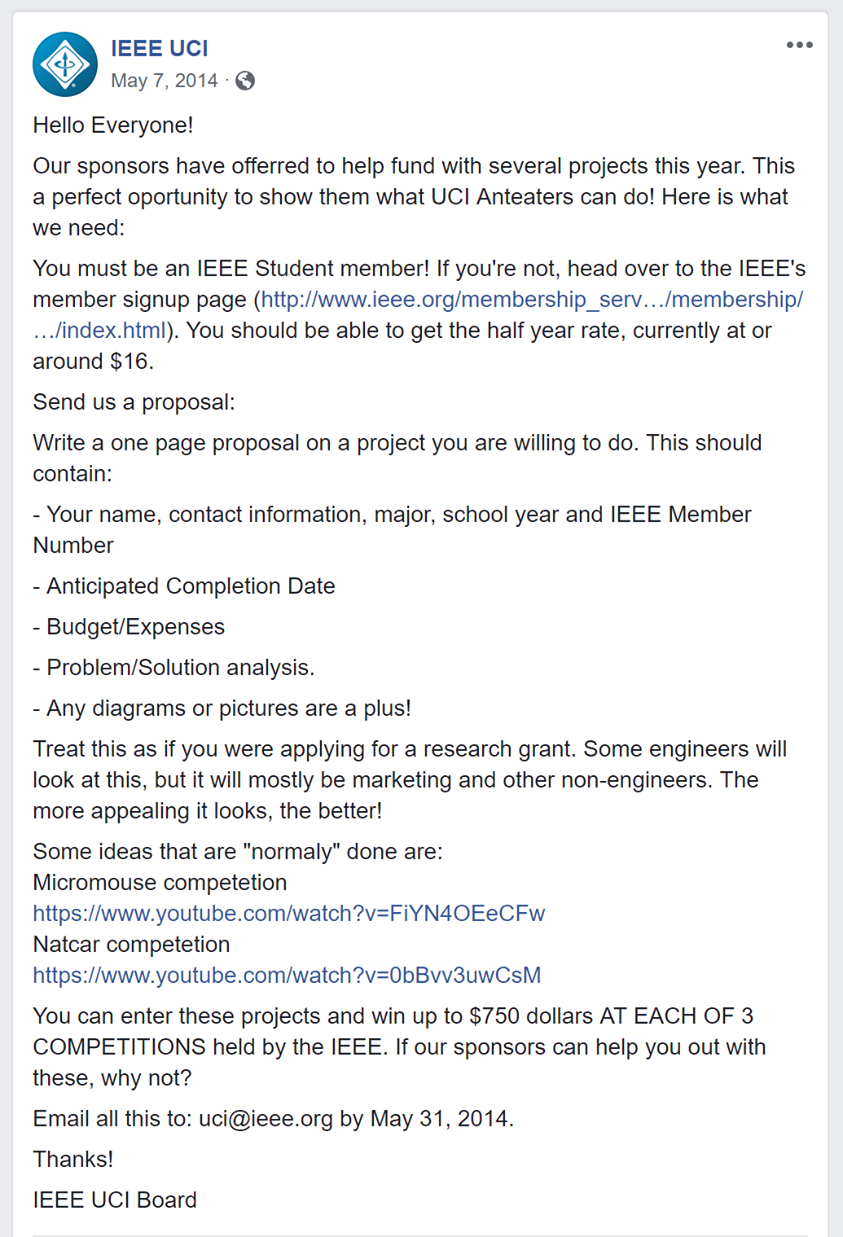 IEEE UCI
May 7, 2014 ·
Hello Everyone!
Our sponsors have offerred to help fund with several projects this year. This
a perfect oportunity to show them what UCI Anteaters can do! Here is what
we need:
You must be an IEEE Student member! If you're not, head over to the IEEE's
member signup page (http://www.ieee.org/membership_serv…/membership/
…/index.html). You should be able to get the half year rate, currently at or
around $16.
Send us a proposal:
Write a one page proposal on a project you are willing to do. This should
contain:
- Your name, contact information, major, school year and IEEE Member
Number
- Anticipated Completion Date
- Budget/Expenses
- Problem/Solution analysis.
- Any diagrams or pictures are a plus!
Treat this as if you were applying for a research grant. Some engineers will
look at this, but it will mostly be marketing and other non-engineers. The
more appealing it looks, the better!
Some ideas that are "normaly" done are:
Micromouse competetion
https://www.youtube.com/watch?v=FiYN4OEeCFw
Natcar competetion
https://www.youtube.com/watch?v=0bBvv3uwCsM
You can enter these projects and win up to $750 dollars AT EACH OF 3
COMPETITIONS held by the IEEE. If our sponsors can help you out with
these, why not?
Email all this to: uci@ieee.org by May 31, 2014.
Thanks!
IEEE UCI Board